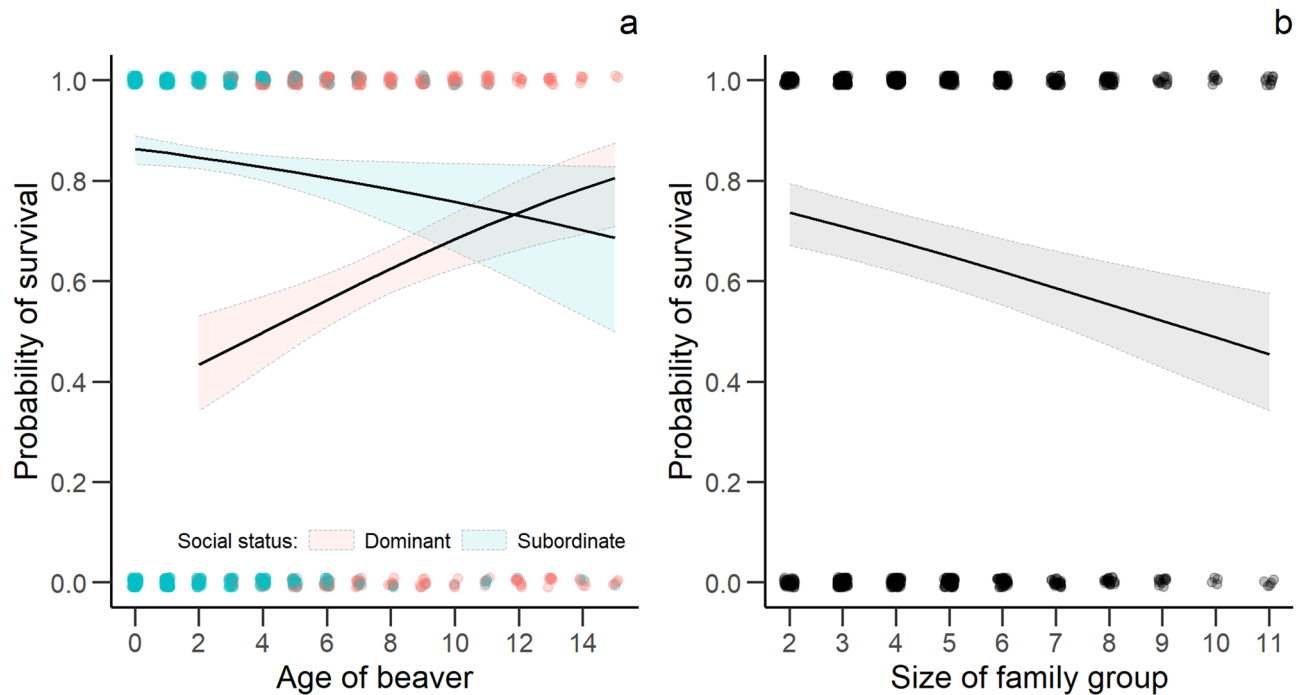 a
1.0
0.8
0.6
0.4
0.2
0.0
Probability of survival
Social status: Dominant Subordinate
0 2 4 6 8 10 12 14
Age of beaver
b
1.0
0.8
0.6
0.4
0.2
0.0
Probability of survival
2 3 4 5 6 7 8 9 10 11
Size of family group